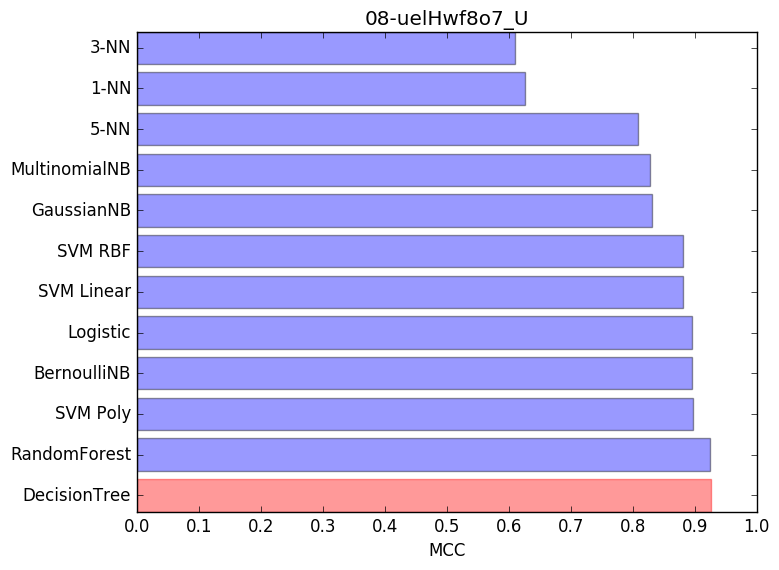 08-uelHwf8o7_U
3-NN
1-NN
5-NN
MultinomialNB
GaussianNB
SVM RBF
SVM Linear
Logistic
BernoulliNB
SVM Poly
RandomForest
DecisionTree
0.0 0.1 0.2 0.3 0.4 0.5 0.6 0.7 0.8 0.9 1.0
MCC